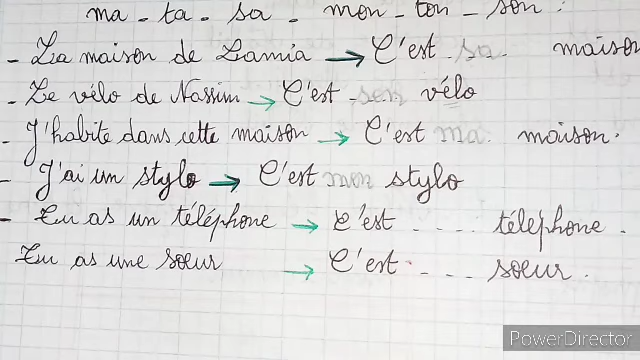 ma - ta - sa - mon - ton - son :
- La maison de Lamia → C'est sa maison
- Le vélo de Nassim → C'est son vélo
- J'habite dans cette maison → C'est ma maison.
- J'ai un stylo → C'est mon stylo
- Tu as un téléphone → C'est .... téléphone.
Tu as une sœur → C'est .... sœur.
PowerDirector